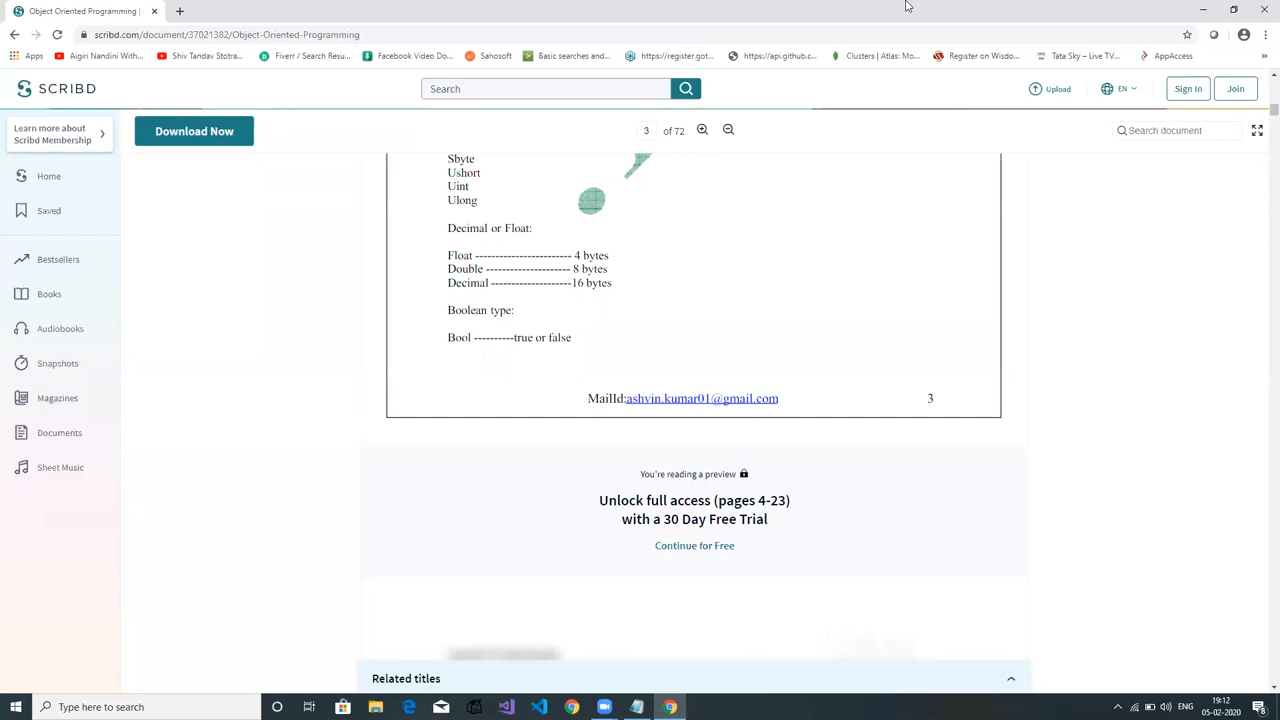 Object Oriented Programming |
scribd.com/document/37021382/Object-Oriented-Programming
Apps Aigiri Nandini With... Shiv Tandav Stotra... Fiverr / Search Resu... Facebook Video Do... Sahosoft Basic searches and... https://register.got... https://api.github.c... Clusters | Atlas: Mo... Register on Wisdo... Tata Sky – Live TV... AppAccess »
SCRIBD Search Upload EN Sign In Join
Learn more about
Scribd Membership
Download Now 3 of 72 Search document
Home
Saved
Bestsellers
Books
Audiobooks
Snapshots
Magazines
Documents
Sheet Music
Sbyte
Ushort
Uint
Ulong
Decimal or Float:
Float ------------------------ 4 bytes
Double --------------------- 8 bytes
Decimal --------------------16 bytes
Boolean type:
Bool ----------true or false
MailId:ashvin.kumar01@gmail.com 3
You're reading a preview
Unlock full access (pages 4-23)
with a 30 Day Free Trial
Continue for Free
Related titles
Type here to search
ENG
19:12
05-02-2020
8